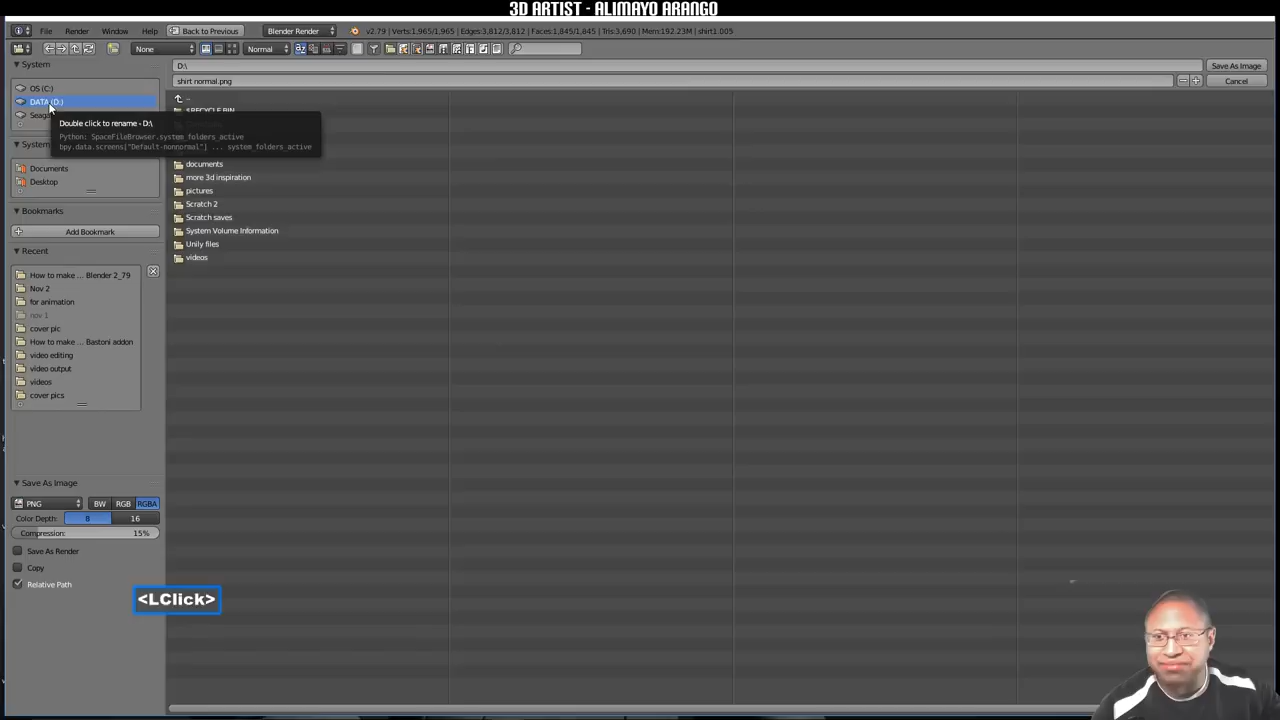 3D ARTIST - ALIMAYO ARANGO
File Render Window Help Back to Previous Blender Render v2.79 | Verts:1,965/1,965 | Edges:3,812/3,812 | Faces:1,845/1,845 | Tris:3,690 | Mem:192.23M | shirt1.005
None Normal
System D:\ Save As Image
shirt normal.png Cancel
OS (C:)
DATA (D:) ..
Seaga $RECYCLE.BIN
Double click to rename - D:\
Python: SpaceFileBrowser.system_folders_active
bpy.data.screens["Default-nonnormal"] ... system_folders_active
System
Documents documents
Desktop more 3d inspiration
pictures
Scratch 2
Bookmarks Scratch saves
Add Bookmark System Volume Information
Unily files
Recent videos
How to make ... Blender 2_79
Nov 2
for animation
nov 1
cover pic
How to make ... Bastoni addon
video editing
video output
videos
cover pics
Save As Image
PNG BW RGB RGBA
Color Depth: 8 16
Compression: 15%
Save As Render
Copy
Relative Path
<LClick>